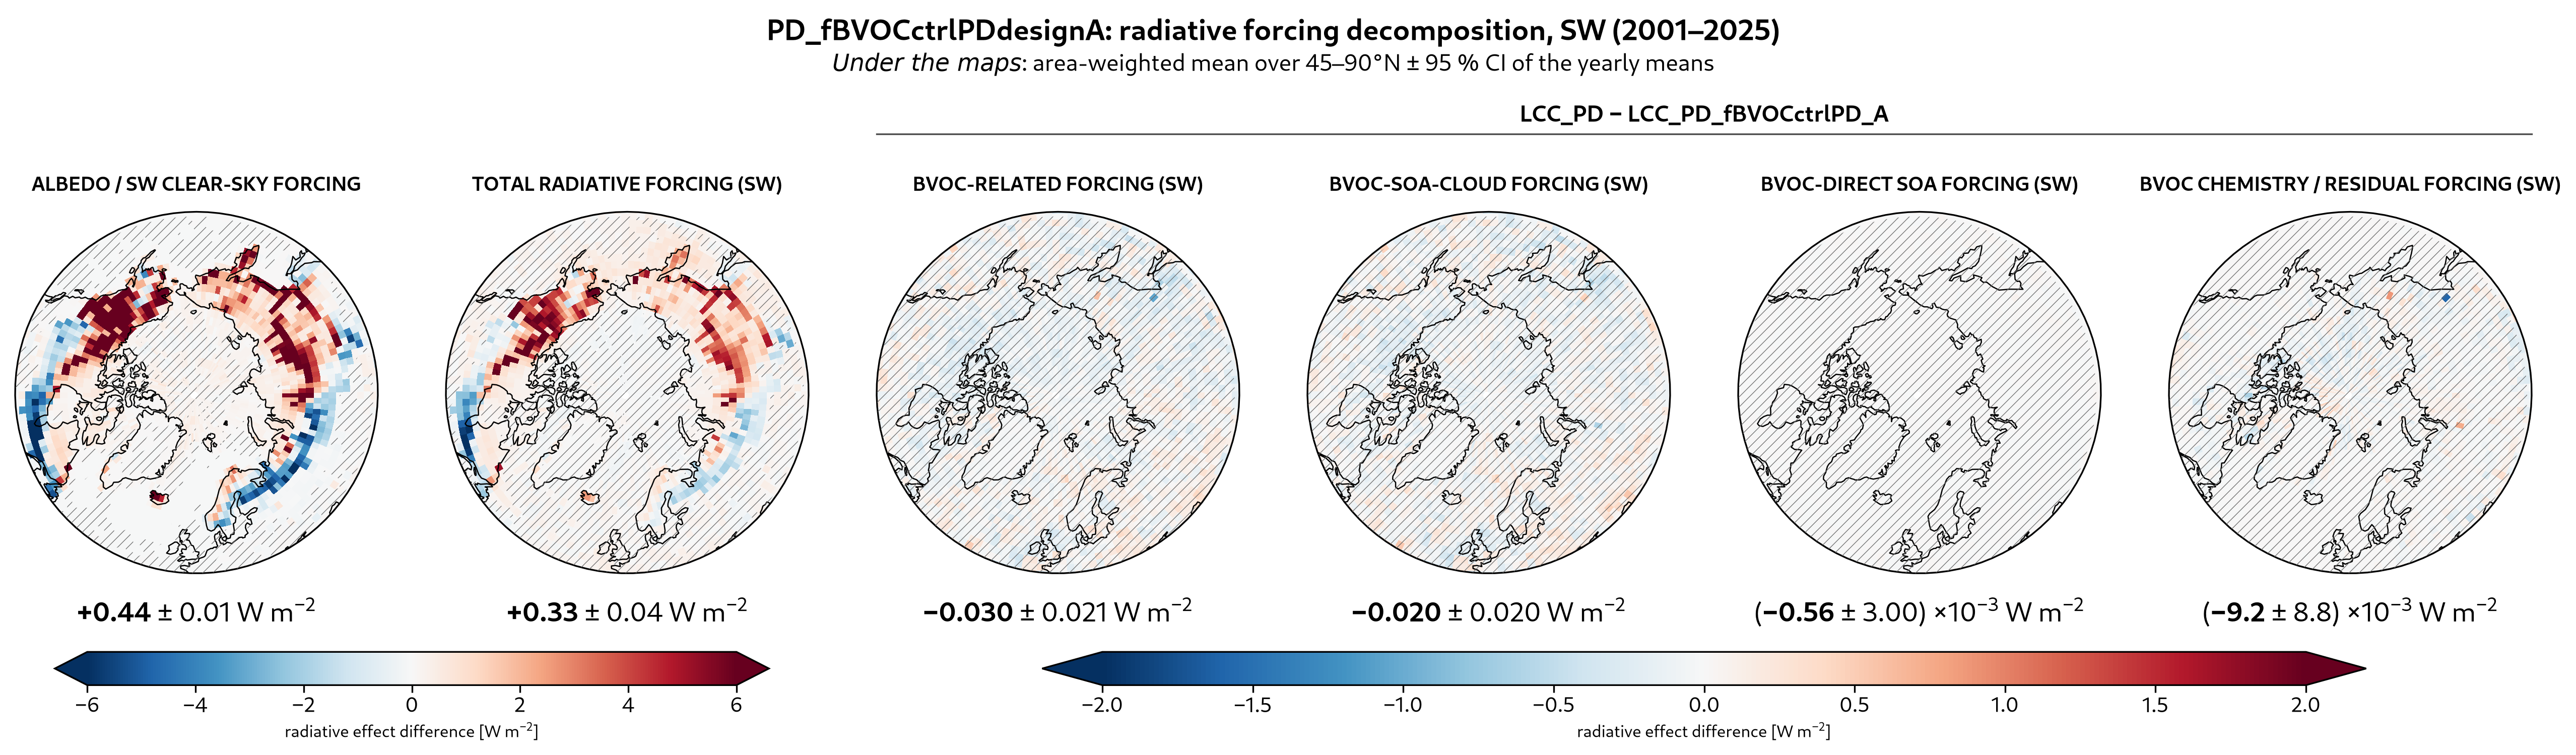 PD_fBVOCctrlPDdesignA: radiative forcing decomposition, SW (2001–2025)
Under the maps: area-weighted mean over 45–90°N ± 95 % CI of the yearly means
LCC_PD − LCC_PD_fBVOCctrlPD_A
ALBEDO / SW CLEAR-SKY FORCING
TOTAL RADIATIVE FORCING (SW)
BVOC-RELATED FORCING (SW)
BVOC-SOA-CLOUD FORCING (SW)
BVOC-DIRECT SOA FORCING (SW)
BVOC CHEMISTRY / RESIDUAL FORCING (SW)
+0.44 ± 0.01 W m⁻²
+0.33 ± 0.04 W m⁻²
−0.030 ± 0.021 W m⁻²
−0.020 ± 0.020 W m⁻²
(−0.56 ± 3.00) ×10⁻³ W m⁻²
(−9.2 ± 8.8) ×10⁻³ W m⁻²
−6 −4 −2 0 2 4 6
radiative effect difference [W m⁻²]
−2.0 −1.5 −1.0 −0.5 0.0 0.5 1.0 1.5 2.0
radiative effect difference [W m⁻²]